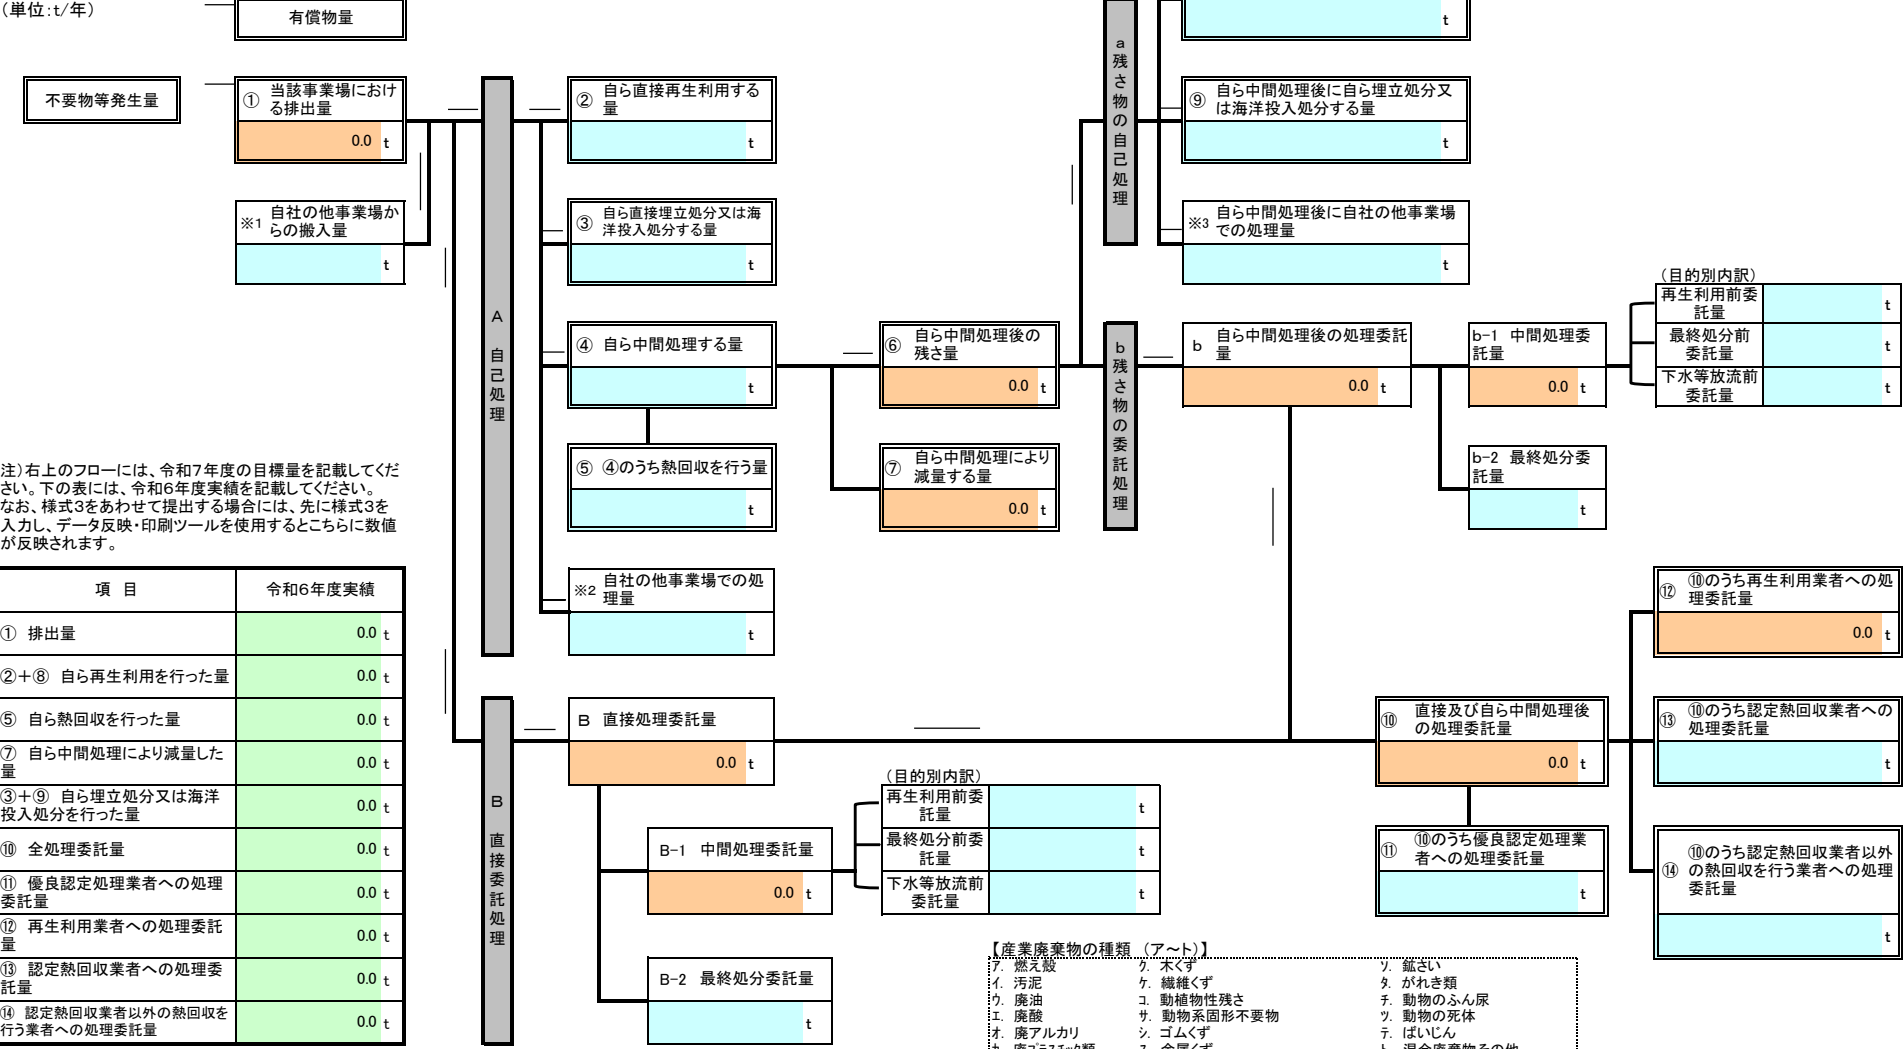 （単位：t/年）
有償物量
t
不要物等発生量
① 当該事業場におけ
る排出量
0.0 t
② 自ら直接再生利用する
量
t
⑨ 自ら中間処理後に自ら埋立処分又
は海洋投入処分する量
t
a
残
さ
物
の
自
己
処
理
※1 自社の他事業場か
らの搬入量
t
③ 自ら直接埋立処分又は海
洋投入処分する量
t
※3 自ら中間処理後に自社の他事業場
での処理量
t
A
自
己
処
理
④ 自ら中間処理する量
t
⑥ 自ら中間処理後の
残さ量
0.0 t
b
残
さ
物
の
委
託
処
理
b 自ら中間処理後の処理委託
量
0.0 t
b-1 中間処理委
託量
0.0 t
（目的別内訳）
再生利用前委
託量
t
最終処分前
委託量
t
下水等放流前
委託量
t
⑤ ④のうち熱回収を行う量
t
⑦ 自ら中間処理により
減量する量
0.0 t
b-2 最終処分委
託量
t
注）右上のフローには、令和７年度の目標量を記載してくだ
さい。下の表には、令和６年度実績を記載してください。
なお、様式３をあわせて提出する場合には、先に様式３を
入力し、データ反映・印刷ツールを使用するとこちらに数値
が反映されます。
※2 自社の他事業場での処
理量
t
項 目 令和６年度実績
① 排出量 0.0 t
②＋⑧ 自ら再生利用を行った量 0.0 t
⑤ 自ら熱回収を行った量 0.0 t
⑦ 自ら中間処理により減量した
量 0.0 t
③＋⑨ 自ら埋立処分又は海洋
投入処分を行った量 0.0 t
⑩ 全処理委託量 0.0 t
⑪ 優良認定処理業者への処理
委託量 0.0 t
⑫ 再生利用業者への処理委託
量 0.0 t
⑬ 認定熱回収業者への処理委
託量 0.0 t
⑭ 認定熱回収業者以外の熱回収を
行う業者への処理委託量 0.0 t
B
直
接
委
託
処
理
B 直接処理委託量
0.0 t
B-1 中間処理委託量
0.0 t
（目的別内訳）
再生利用前委
託量
t
最終処分前委
託量
t
下水等放流前
委託量
t
B-2 最終処分委託量
t
⑩ 直接及び自ら中間処理後
の処理委託量
0.0 t
⑪ ⑩のうち優良認定処理業
者への処理委託量
t
⑫ ⑩のうち再生利用業者への処
理委託量
0.0 t
⑬ ⑩のうち認定熱回収業者への
処理委託量
t
⑭ ⑩のうち認定熱回収業者以外
の熱回収を行う業者への処理
委託量
t
【産業廃棄物の種類 （ア～ト）】
ｱ. 燃え殻 ｸ. 木くず ｿ. 鉱さい
ｲ. 汚泥 ｹ. 繊維くず ﾀ. がれき類
ｳ. 廃油 ｺ. 動植物性残さ ﾁ. 動物のふん尿
ｴ. 廃酸 ｻ. 動物系固形不要物 ﾂ. 動物の死体
ｵ. 廃アルカリ ｼ. ゴムくず ﾃ. ばいじん
ｶ. 廃ﾌﾟﾗｽﾁｯｸ類 ｽ. 金属くず ﾄ. 混合廃棄物その他